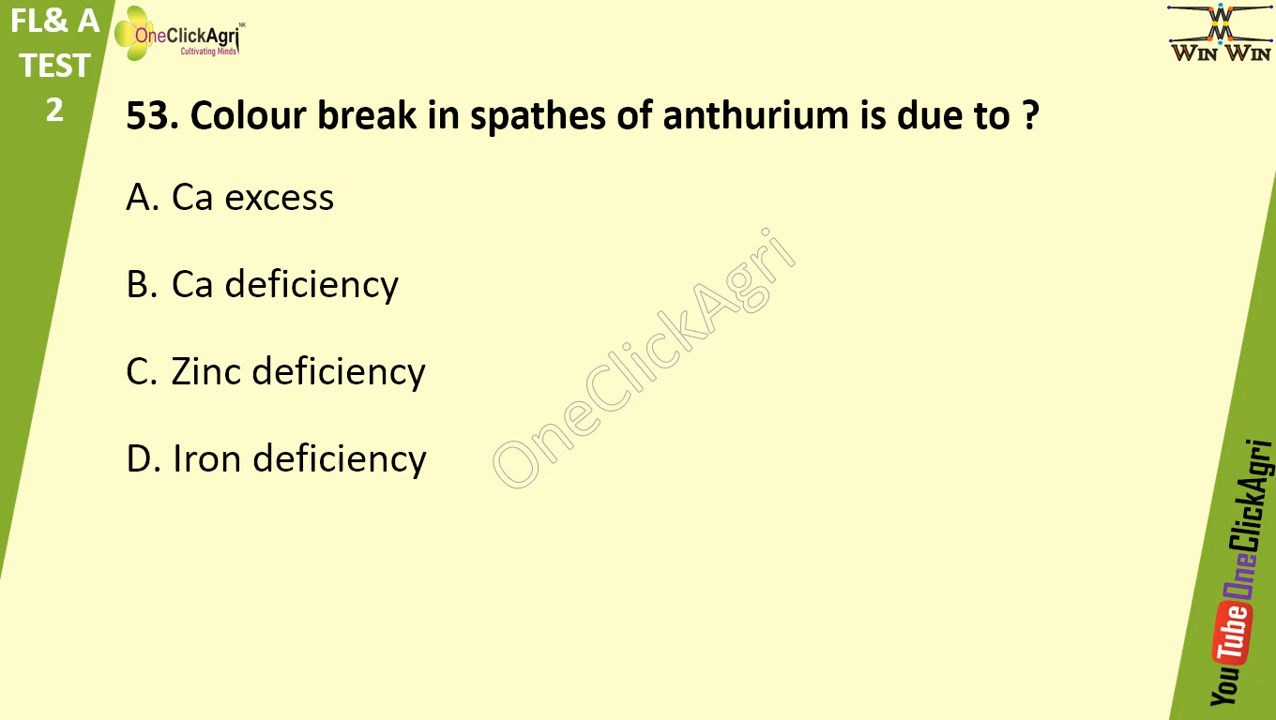 FL& A
TEST
2
OneClickAgri NK
Cultivating Minds
WIN WIN
53. Colour break in spathes of anthurium is due to ?
A. Ca excess
B. Ca deficiency
C. Zinc deficiency
D. Iron deficiency
OneClickAgri
YouTube OneClickAgri